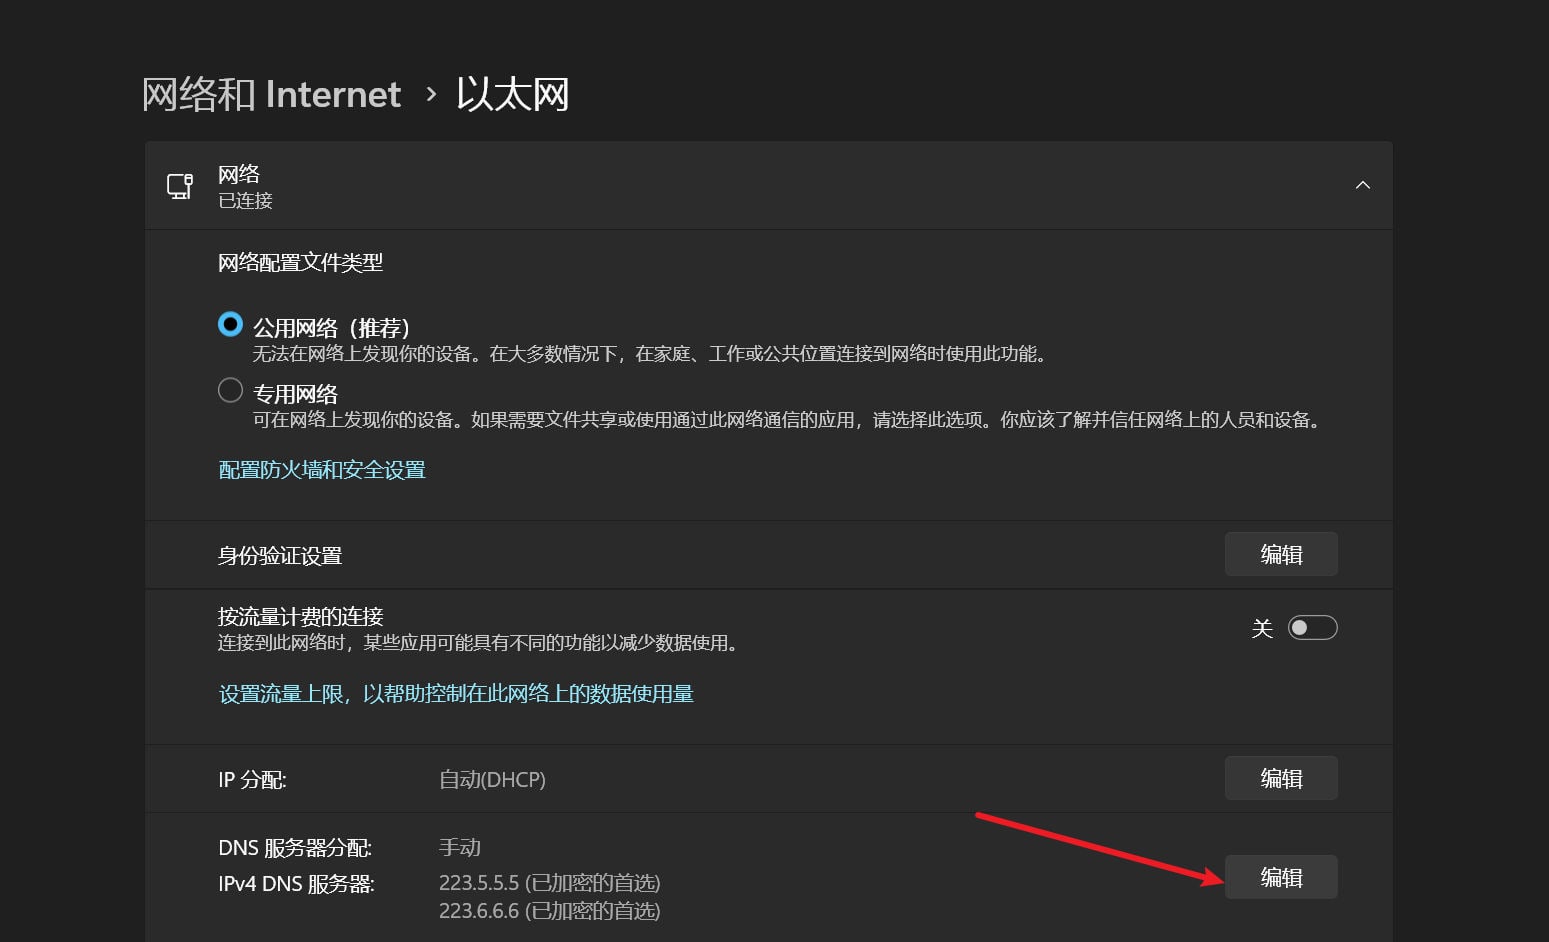 网络和 Internet › 以太网
网络
已连接
网络配置文件类型
公用网络（推荐）
无法在网络上发现你的设备。在大多数情况下，在家庭、工作或公共位置连接到网络时使用此功能。
专用网络
可在网络上发现你的设备。如果需要文件共享或使用通过此网络通信的应用，请选择此选项。你应该了解并信任网络上的人员和设备。
配置防火墙和安全设置
身份验证设置 编辑
按流量计费的连接
连接到此网络时，某些应用可能具有不同的功能以减少数据使用。
关
设置流量上限，以帮助控制在此网络上的数据使用量
IP 分配: 自动(DHCP) 编辑
DNS 服务器分配: 手动
IPv4 DNS 服务器: 223.5.5.5 (已加密的首选)
223.6.6.6 (已加密的首选)
编辑